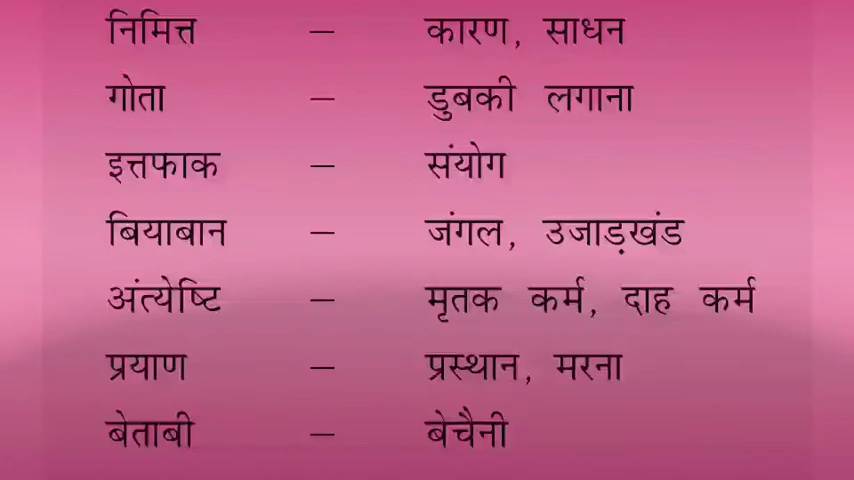 निमित्त – कारण, साधन
गोता – डुबकी लगाना
इत्तफाक – संयोग
बियाबान – जंगल, उजाड़खंड
अंत्येष्टि – मृतक कर्म, दाह कर्म
प्रयाण – प्रस्थान, मरना
बेताबी – बेचैनी